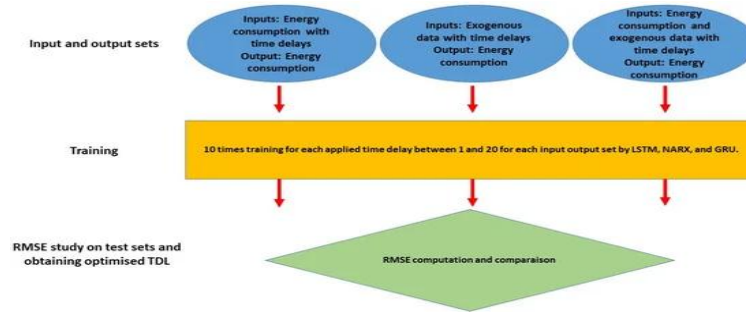 Input and output sets
Inputs: Energy
consumption with
time delays
Output: Energy
consumption
Inputs: Exogenous
data with time delays
Output: Energy
consumption
Inputs: Energy
consumption and
exogenous data with
time delays
Output: Energy
consumption
Training
10 times training for each applied time delay between 1 and 20 for each input output set by LSTM, NARX, and GRU.
RMSE study on test sets and
obtaining optimised TDL
RMSE computation and comparaison